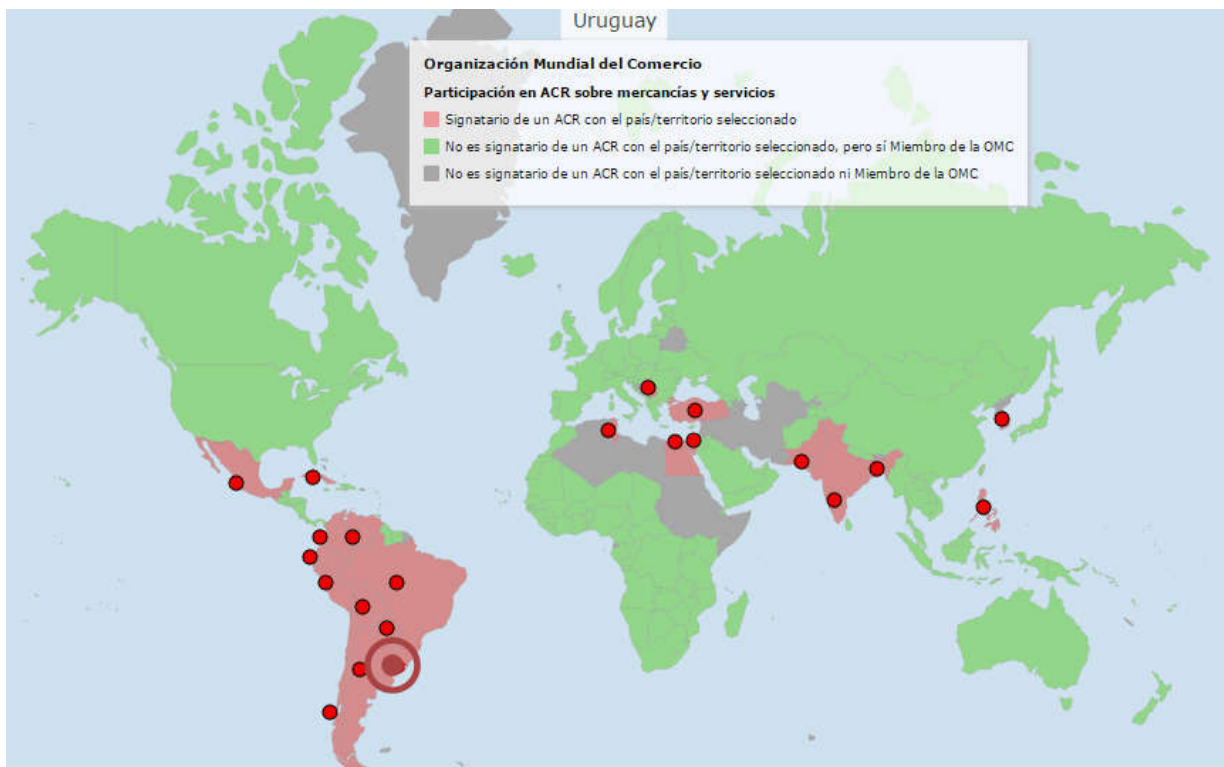 Uruguay
Organización Mundial del Comercio
Participación en ACR sobre mercancías y servicios
Signatario de un ACR con el país/territorio seleccionado
No es signatario de un ACR con el país/territorio seleccionado, pero sí Miembro de la OMC
No es signatario de un ACR con el país/territorio seleccionado ni Miembro de la OMC